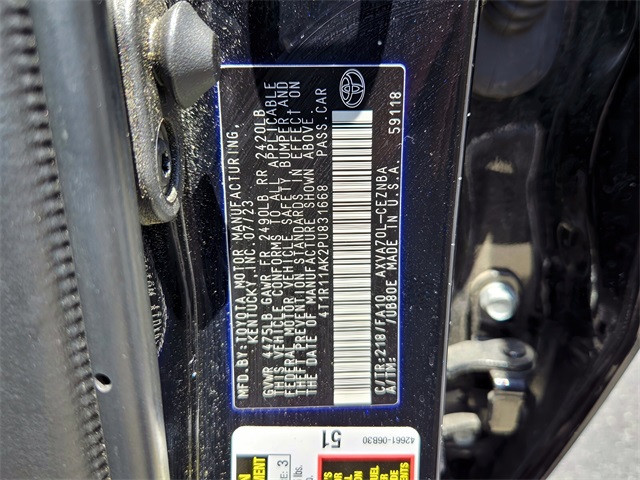 MFD.BY:TOYOTA MOTOR MANUFACTURING,
KENTUCKY, INC. 07/23
GVWR 4475LB GAWR FR 2490LB RR 2420LB
THIS VEHICLE CONFORMS TO ALL APPLICABLE
FEDERAL MOTOR VEHICLE SAFETY, BUMPER AND
THEFT PREVENTION STANDARDS IN EFFECT ON
THE DATE OF MANUFACTURE SHOWN ABOVE.
4T1R11AK2PU831668 PASS.CAR
C/TR:218/FA10 AXVA70L-CEZNBA
A/TM: /UB80E MADE IN U.S.A. 59118
42661-06B30
51